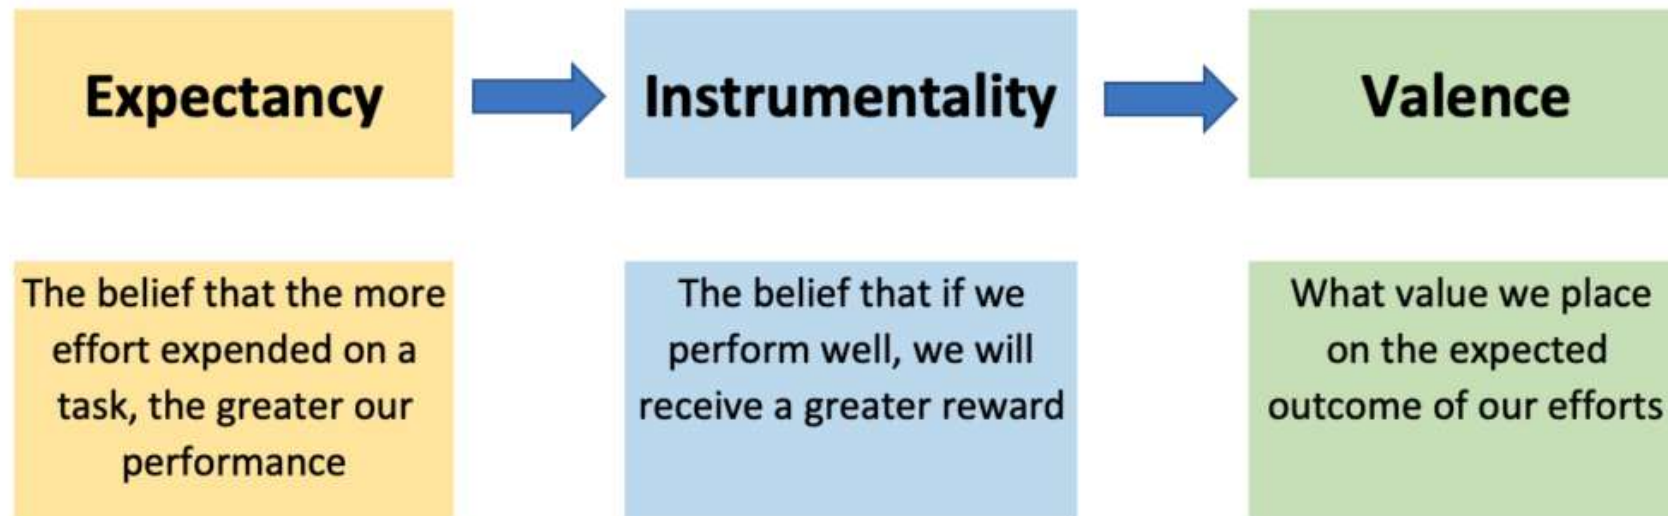 Expectancy
Instrumentality
Valence
The belief that the more
effort expended on a
task, the greater our
performance
The belief that if we
perform well, we will
receive a greater reward
What value we place
on the expected
outcome of our efforts